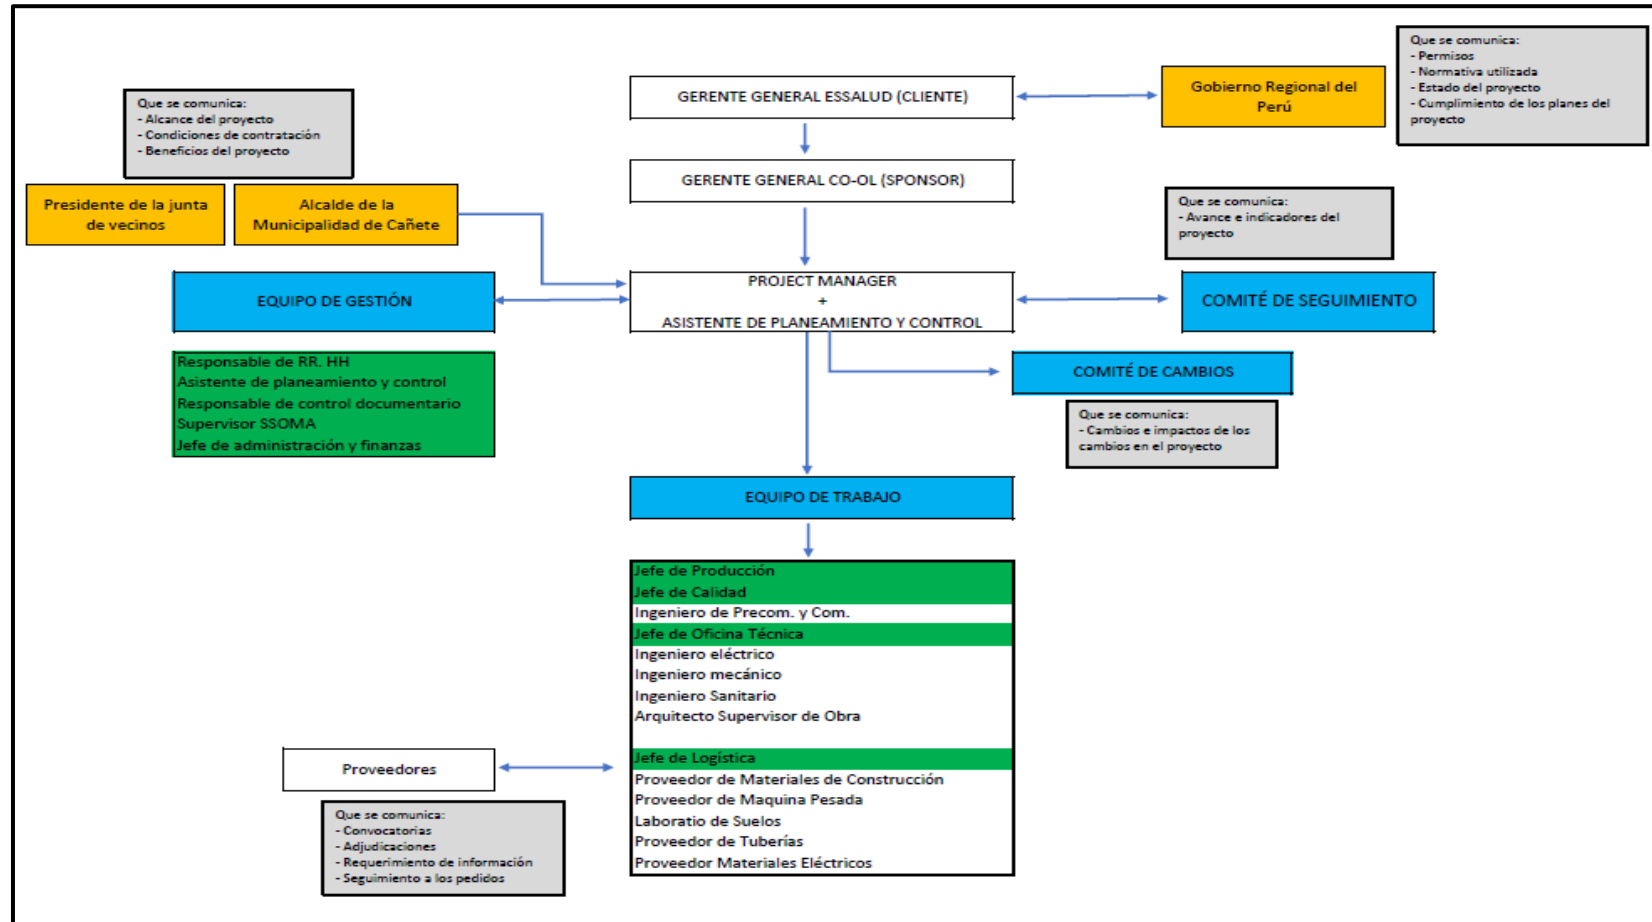 Que se comunica:
- Permisos
- Normativa utilizada
- Estado del proyecto
- Cumplimiento de los planes del
proyecto
GERENTE GENERAL ESSALUD (CLIENTE)
Gobierno Regional del
Perú
Que se comunica:
- Alcance del proyecto
- Condiciones de contratación
- Beneficios del proyecto
GERENTE GENERAL CO-OL (SPONSOR)
Presidente de la junta
de vecinos
Alcalde de la
Municipalidad de Cañete
Que se comunica:
- Avance e indicadores del
proyecto
EQUIPO DE GESTIÓN
PROJECT MANAGER
+
ASISTENTE DE PLANEAMIENTO Y CONTROL
COMITÉ DE SEGUIMIENTO
Responsable de RR. HH
Asistente de planeamiento y control
Responsable de control documentario
Supervisor SSOMA
Jefe de administración y finanzas
COMITÉ DE CAMBIOS
Que se comunica:
- Cambios e impactos de los
cambios en el proyecto
EQUIPO DE TRABAJO
Jefe de Producción
Jefe de Calidad
Ingeniero de Precom. y Com.
Jefe de Oficina Técnica
Ingeniero eléctrico
Ingeniero mecánico
Ingeniero Sanitario
Arquitecto Supervisor de Obra
Jefe de Logística
Proveedor de Materiales de Construcción
Proveedor de Maquina Pesada
Laboratio de Suelos
Proveedor de Tuberías
Proveedor Materiales Eléctricos
Proveedores
Que se comunica:
- Convocatorias
- Adjudicaciones
- Requerimiento de información
- Seguimiento a los pedidos